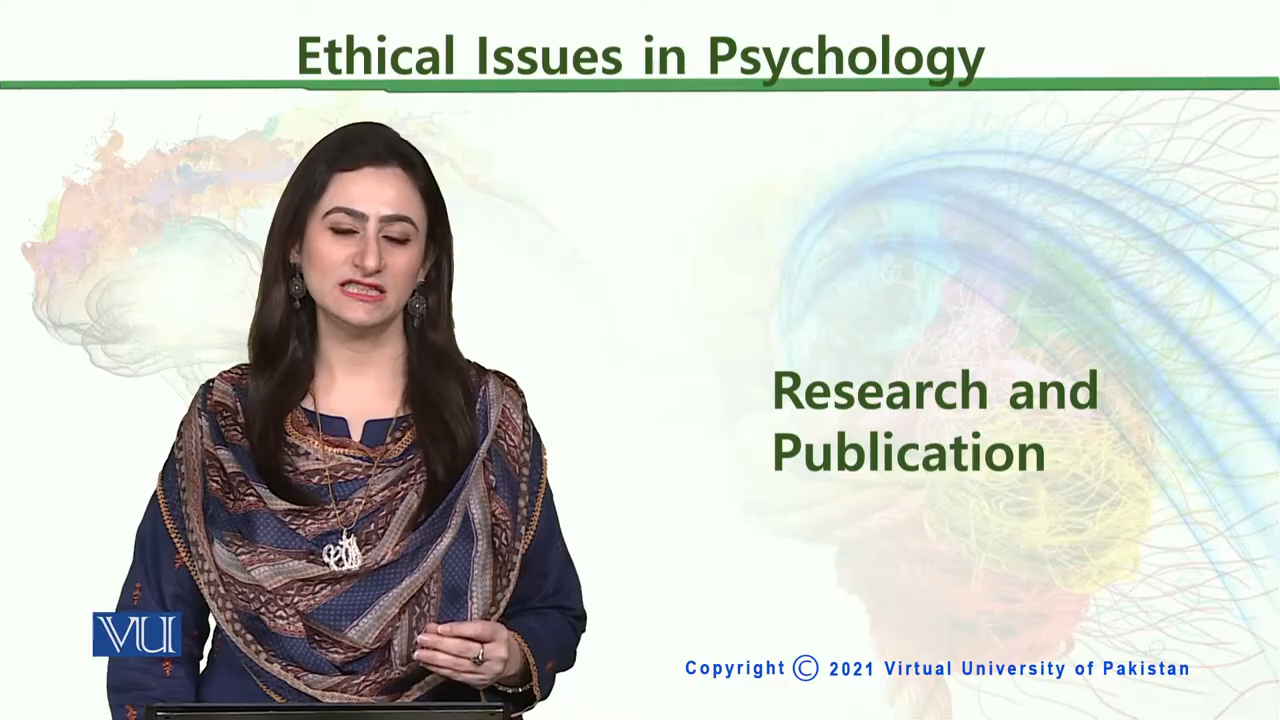 Ethical Issues in Psychology
Research and
Publication
VU
Copyright © 2021 Virtual University of Pakistan